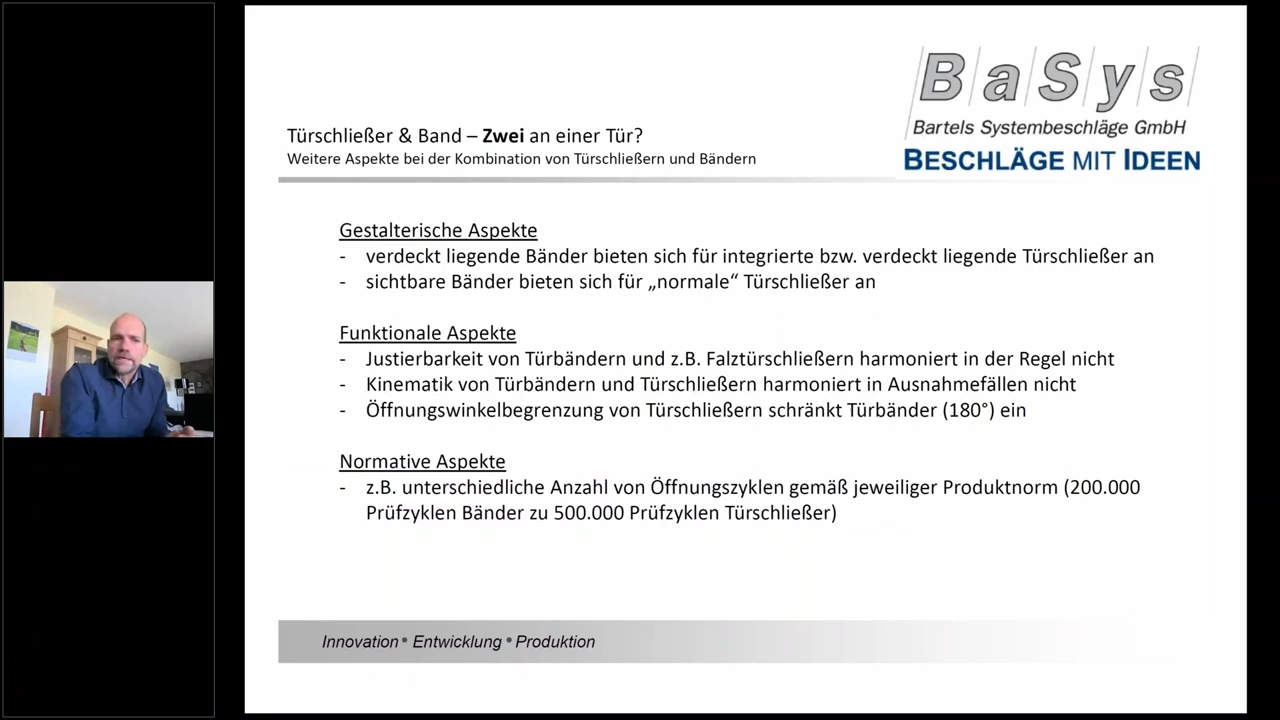 BaSys
Bartels Systembeschläge GmbH
BESCHLÄGE MIT IDEEN
Türschließer & Band – Zwei an einer Tür?
Weitere Aspekte bei der Kombination von Türschließern und Bändern
Gestalterische Aspekte
- verdeckt liegende Bänder bieten sich für integrierte bzw. verdeckt liegende Türschließer an
- sichtbare Bänder bieten sich für „normale“ Türschließer an
Funktionale Aspekte
- Justierbarkeit von Türbändern und z.B. Falztürschließern harmoniert in der Regel nicht
- Kinematik von Türbändern und Türschließern harmoniert in Ausnahmefällen nicht
- Öffnungswinkelbegrenzung von Türschließern schränkt Türbänder (180°) ein
Normative Aspekte
- z.B. unterschiedliche Anzahl von Öffnungszyklen gemäß jeweiliger Produktnorm (200.000
Prüfzyklen Bänder zu 500.000 Prüfzyklen Türschließer)
Innovation • Entwicklung • Produktion